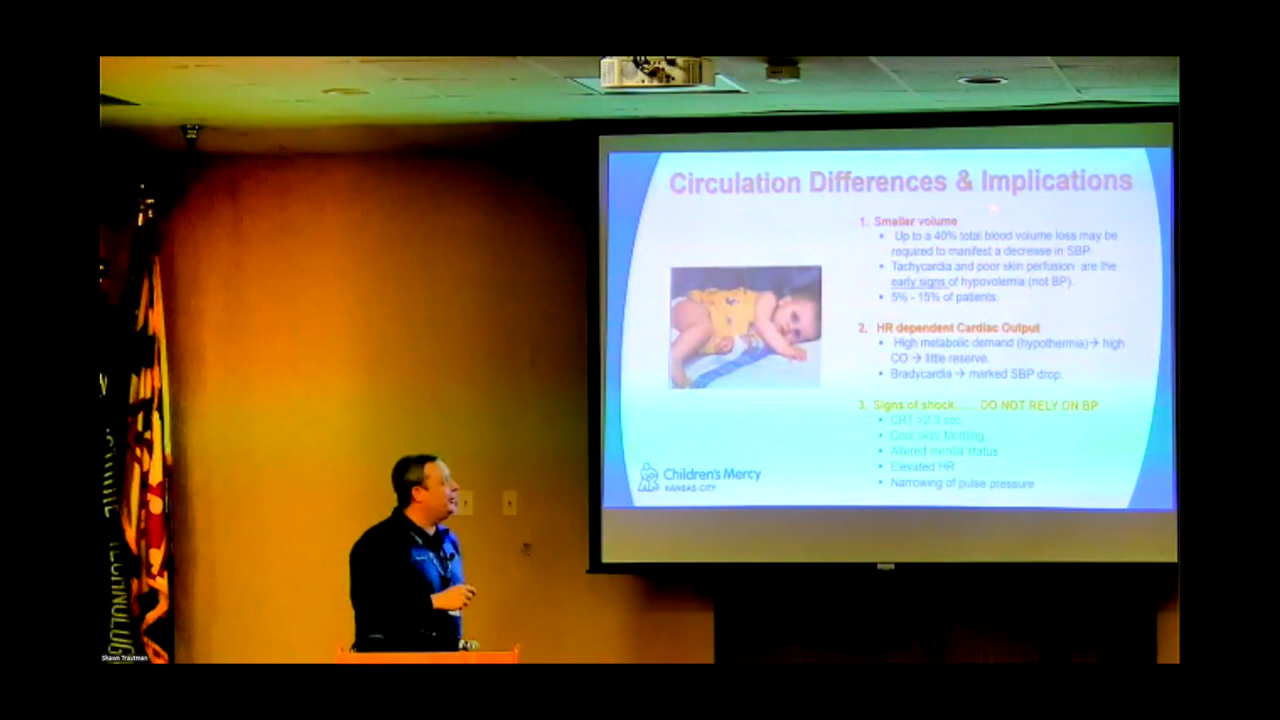 Circulation Differences & Implications
1. Smaller volume
▪ Up to a 40% total blood volume loss may be
required to manifest a decrease in SBP.
▪ Tachycardia and poor skin perfusion are the
early signs of hypovolemia (not BP).
▪ 5% - 15% of patients.
2. HR dependent Cardiac Output
▪ High metabolic demand (hypothermia)→ high
CO → little reserve.
▪ Bradycardia → marked SBP drop.
3. Signs of shock...... DO NOT RELY ON BP
▪ CRT >2-3 sec.
▪ Cool skin/ Mottling
▪ Altered mental status
▪ Elevated HR
▪ Narrowing of pulse pressure
Children's Mercy
KANSAS CITY
Shawn Trautman